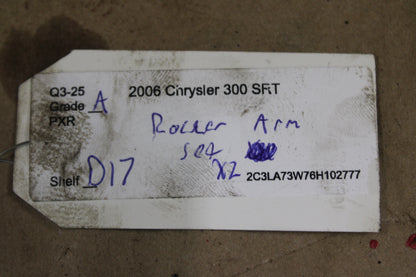 Q3-25 2006 Chrysler 300 SRT
Grade A
PXR
Rocker Arm
set
Shelf D17 X2 2C3LA73W76H102777